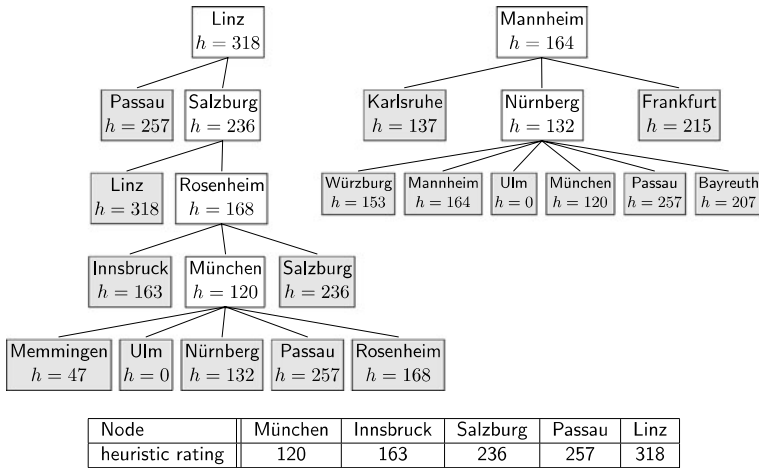 Linz
h = 318
Mannheim
h = 164
Passau
h = 257
Salzburg
h = 236
Karlsruhe
h = 137
Nürnberg
h = 132
Frankfurt
h = 215
Linz
h = 318
Rosenheim
h = 168
Würzburg
h = 153
Mannheim
h = 164
Ulm
h = 0
München
h = 120
Passau
h = 257
Bayreuth
h = 207
Innsbruck
h = 163
München
h = 120
Salzburg
h = 236
Memmingen
h = 47
Ulm
h = 0
Nürnberg
h = 132
Passau
h = 257
Rosenheim
h = 168
Node München Innsbruck Salzburg Passau Linz
heuristic rating 120 163 236 257 318